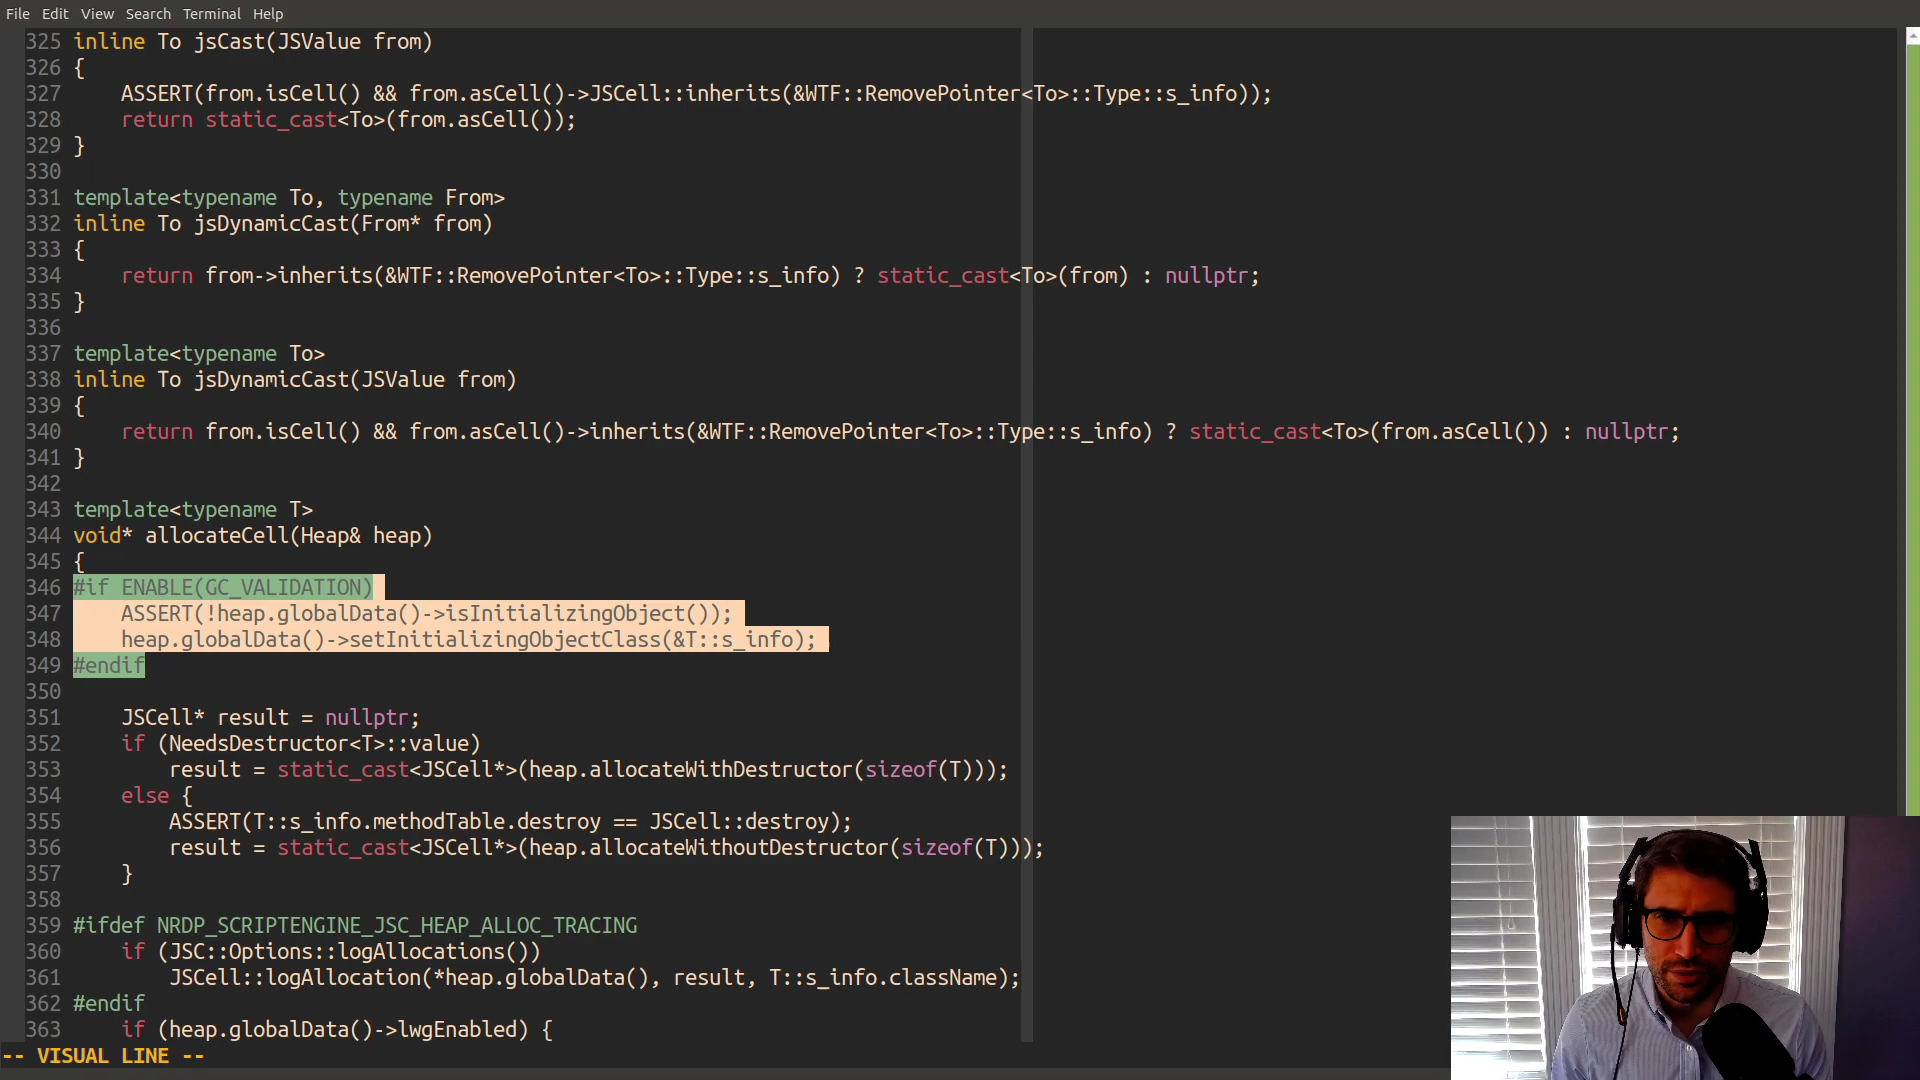 File Edit View Search Terminal Help
325 inline To jsCast(JSValue from)
326 {
327     ASSERT(from.isCell() && from.asCell()->JSCell::inherits(&WTF::RemovePointer<To>::Type::s_info));
328     return static_cast<To>(from.asCell());
329 }
330
331 template<typename To, typename From>
332 inline To jsDynamicCast(From* from)
333 {
334     return from->inherits(&WTF::RemovePointer<To>::Type::s_info) ? static_cast<To>(from) : nullptr;
335 }
336
337 template<typename To>
338 inline To jsDynamicCast(JSValue from)
339 {
340     return from.isCell() && from.asCell()->inherits(&WTF::RemovePointer<To>::Type::s_info) ? static_cast<To>(from.asCell()) : nullptr;
341 }
342
343 template<typename T>
344 void* allocateCell(Heap& heap)
345 {
346 #if ENABLE(GC_VALIDATION)
347     ASSERT(!heap.globalData()->isInitializingObject());
348     heap.globalData()->setInitializingObjectClass(&T::s_info);
349 #endif
350
351     JSCell* result = nullptr;
352     if (NeedsDestructor<T>::value)
353         result = static_cast<JSCell*>(heap.allocateWithDestructor(sizeof(T)));
354     else {
355         ASSERT(T::s_info.methodTable.destroy == JSCell::destroy);
356         result = static_cast<JSCell*>(heap.allocateWithoutDestructor(sizeof(T)));
357     }
358
359 #ifdef NRDP_SCRIPTENGINE_JSC_HEAP_ALLOC_TRACING
360     if (JSC::Options::logAllocations())
361         JSCell::logAllocation(*heap.globalData(), result, T::s_info.className);
362 #endif
363     if (heap.globalData()->lwgEnabled) {
-- VISUAL LINE --